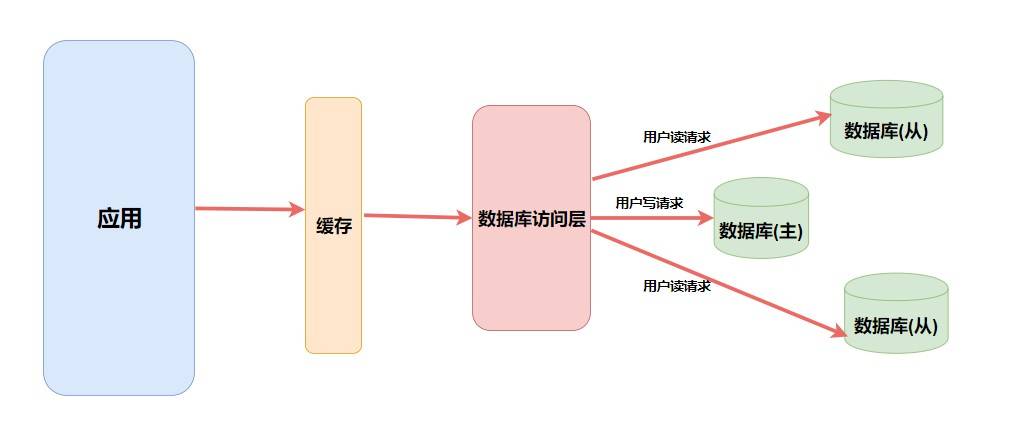 应用
缓存
数据库访问层
用户读请求
数据库(从)
用户写请求
数据库(主)
用户读请求
数据库(从)